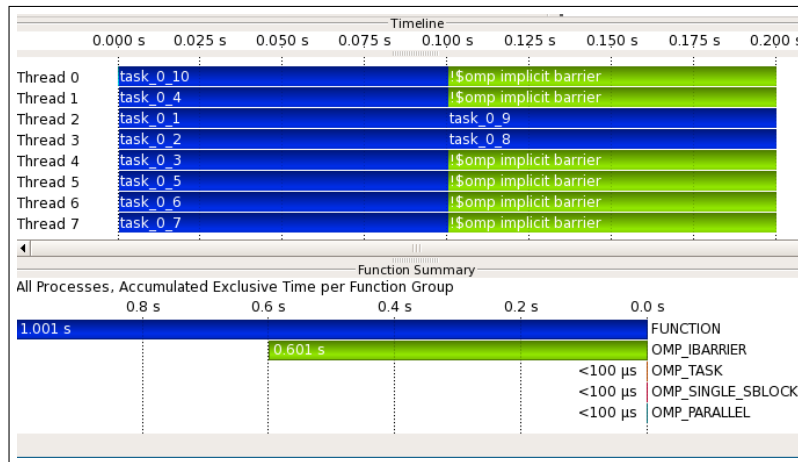 Timeline
0.000 s 0.025 s 0.050 s 0.075 s 0.100 s 0.125 s 0.150 s 0.175 s 0.200 s
Thread 0 task_0_10 !$omp implicit barrier
Thread 1 task_0_4 !$omp implicit barrier
Thread 2 task_0_1 task_0_9
Thread 3 task_0_2 task_0_8
Thread 4 task_0_3 !$omp implicit barrier
Thread 5 task_0_5 !$omp implicit barrier
Thread 6 task_0_6 !$omp implicit barrier
Thread 7 task_0_7 !$omp implicit barrier
Function Summary
All Processes, Accumulated Exclusive Time per Function Group
0.8 s 0.6 s 0.4 s 0.2 s 0.0 s
1.001 s FUNCTION
0.601 s OMP_IBARRIER
<100 µs OMP_TASK
<100 µs OMP_SINGLE_SBLOCK
<100 µs OMP_PARALLEL